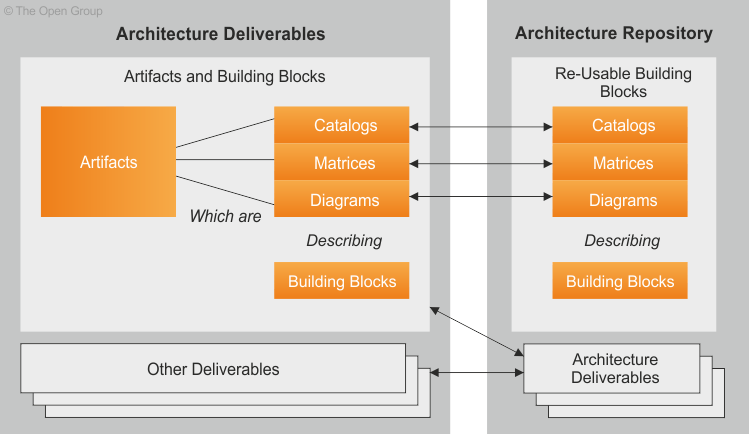 © The Open Group
Architecture Deliverables
Architecture Repository
Artifacts and Building Blocks
Artifacts
Catalogs
Matrices
Diagrams
Which are
Describing
Building Blocks
Other Deliverables
Re-Usable Building
Blocks
Catalogs
Matrices
Diagrams
Describing
Building Blocks
Architecture
Deliverables